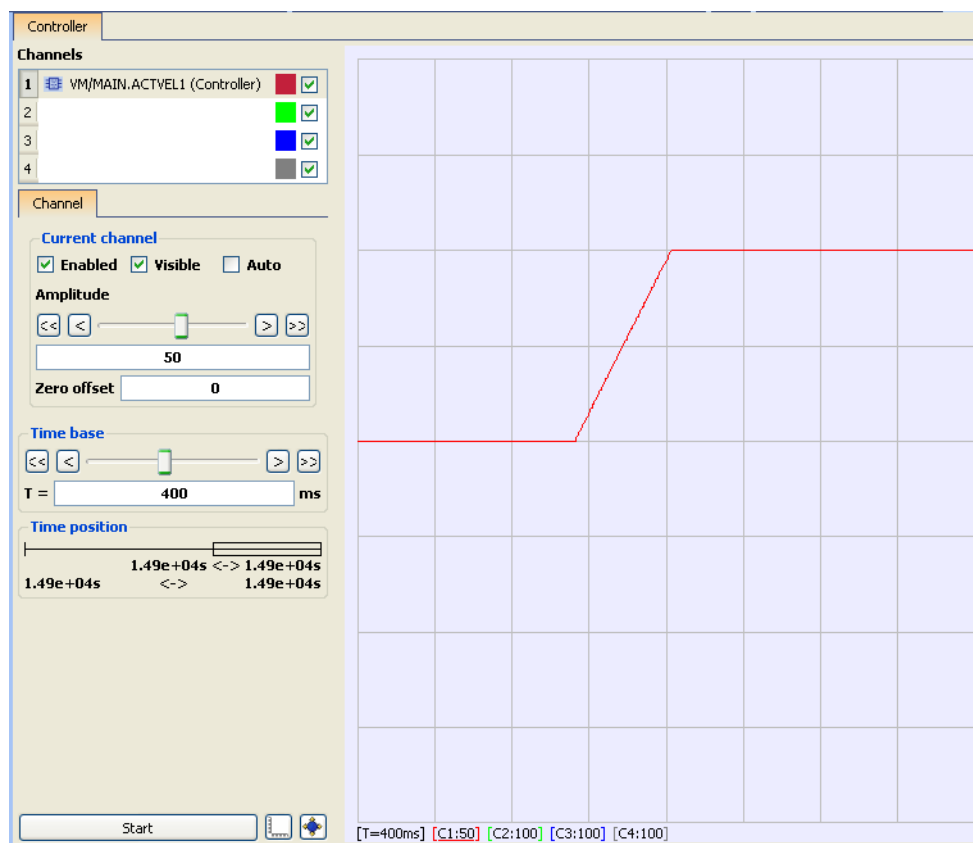 Controller
Channels
1 VM/MAIN.ACTVEL1 (Controller)
2
3
4
Channel
Current channel
Enabled Visible Auto
Amplitude
<< < > >>
50
Zero offset 0
Time base
<< < > >>
T = 400 ms
Time position
1.49e+04s <-> 1.49e+04s
1.49e+04s <-> 1.49e+04s
Start
[T=400ms] [C1:50] [C2:100] [C3:100] [C4:100]